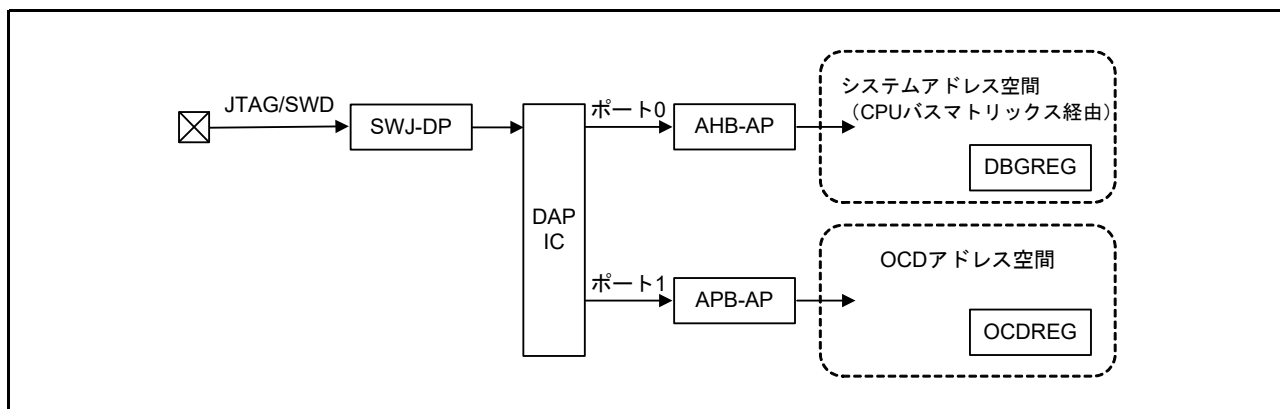 JTAG/SWD
SWJ-DP
DAP
IC
ポート0
AHB-AP
システムアドレス空間
（CPUバスマトリックス経由）
DBGREG
ポート1
APB-AP
OCDアドレス空間
OCDREG